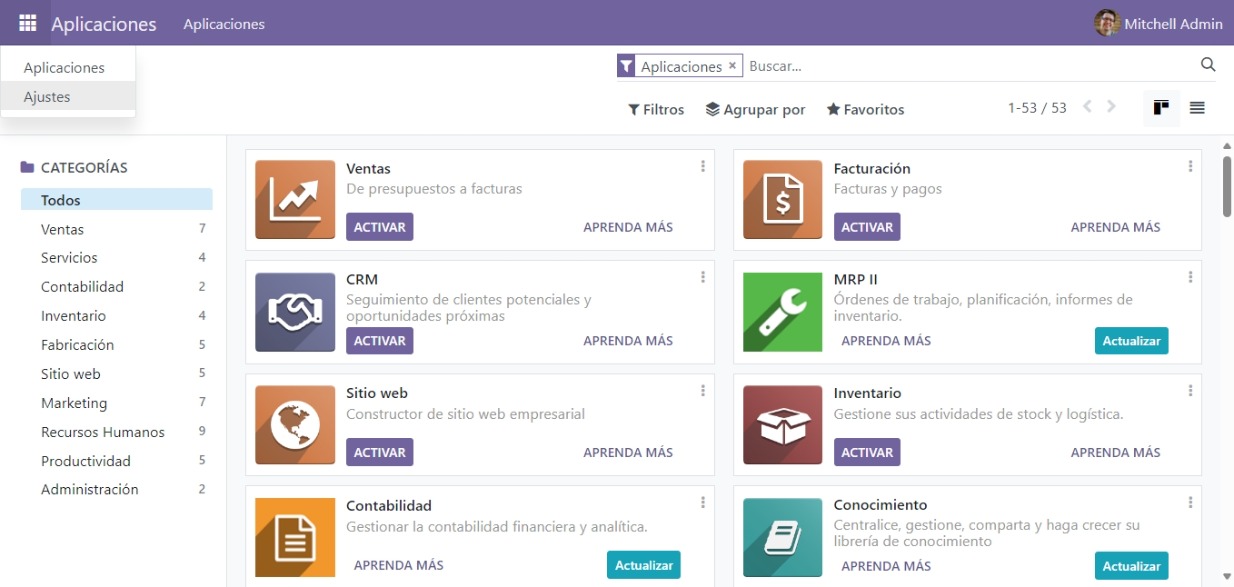 Aplicaciones
Aplicaciones
Mitchell Admin
Aplicaciones
Ajustes
Aplicaciones ×
Buscar...
Filtros
Agrupar por
Favoritos
1-53 / 53
CATEGORÍAS
Todos
Ventas 7
Servicios 4
Contabilidad 2
Inventario 4
Fabricación 5
Sitio web 5
Marketing 7
Recursos Humanos 9
Productividad 5
Administración 2
Ventas
De presupuestos a facturas
ACTIVAR
APRENDA MÁS
Facturación
Facturas y pagos
ACTIVAR
APRENDA MÁS
CRM
Seguimiento de clientes potenciales y
oportunidades próximas
ACTIVAR
APRENDA MÁS
MRP II
Órdenes de trabajo, planificación, informes de
inventario.
APRENDA MÁS
Actualizar
Sitio web
Constructor de sitio web empresarial
ACTIVAR
APRENDA MÁS
Inventario
Gestione sus actividades de stock y logística.
ACTIVAR
APRENDA MÁS
Contabilidad
Gestionar la contabilidad financiera y analítica.
APRENDA MÁS
Actualizar
Conocimiento
Centralice, gestione, comparta y haga crecer su
librería de conocimiento
APRENDA MÁS
Actualizar